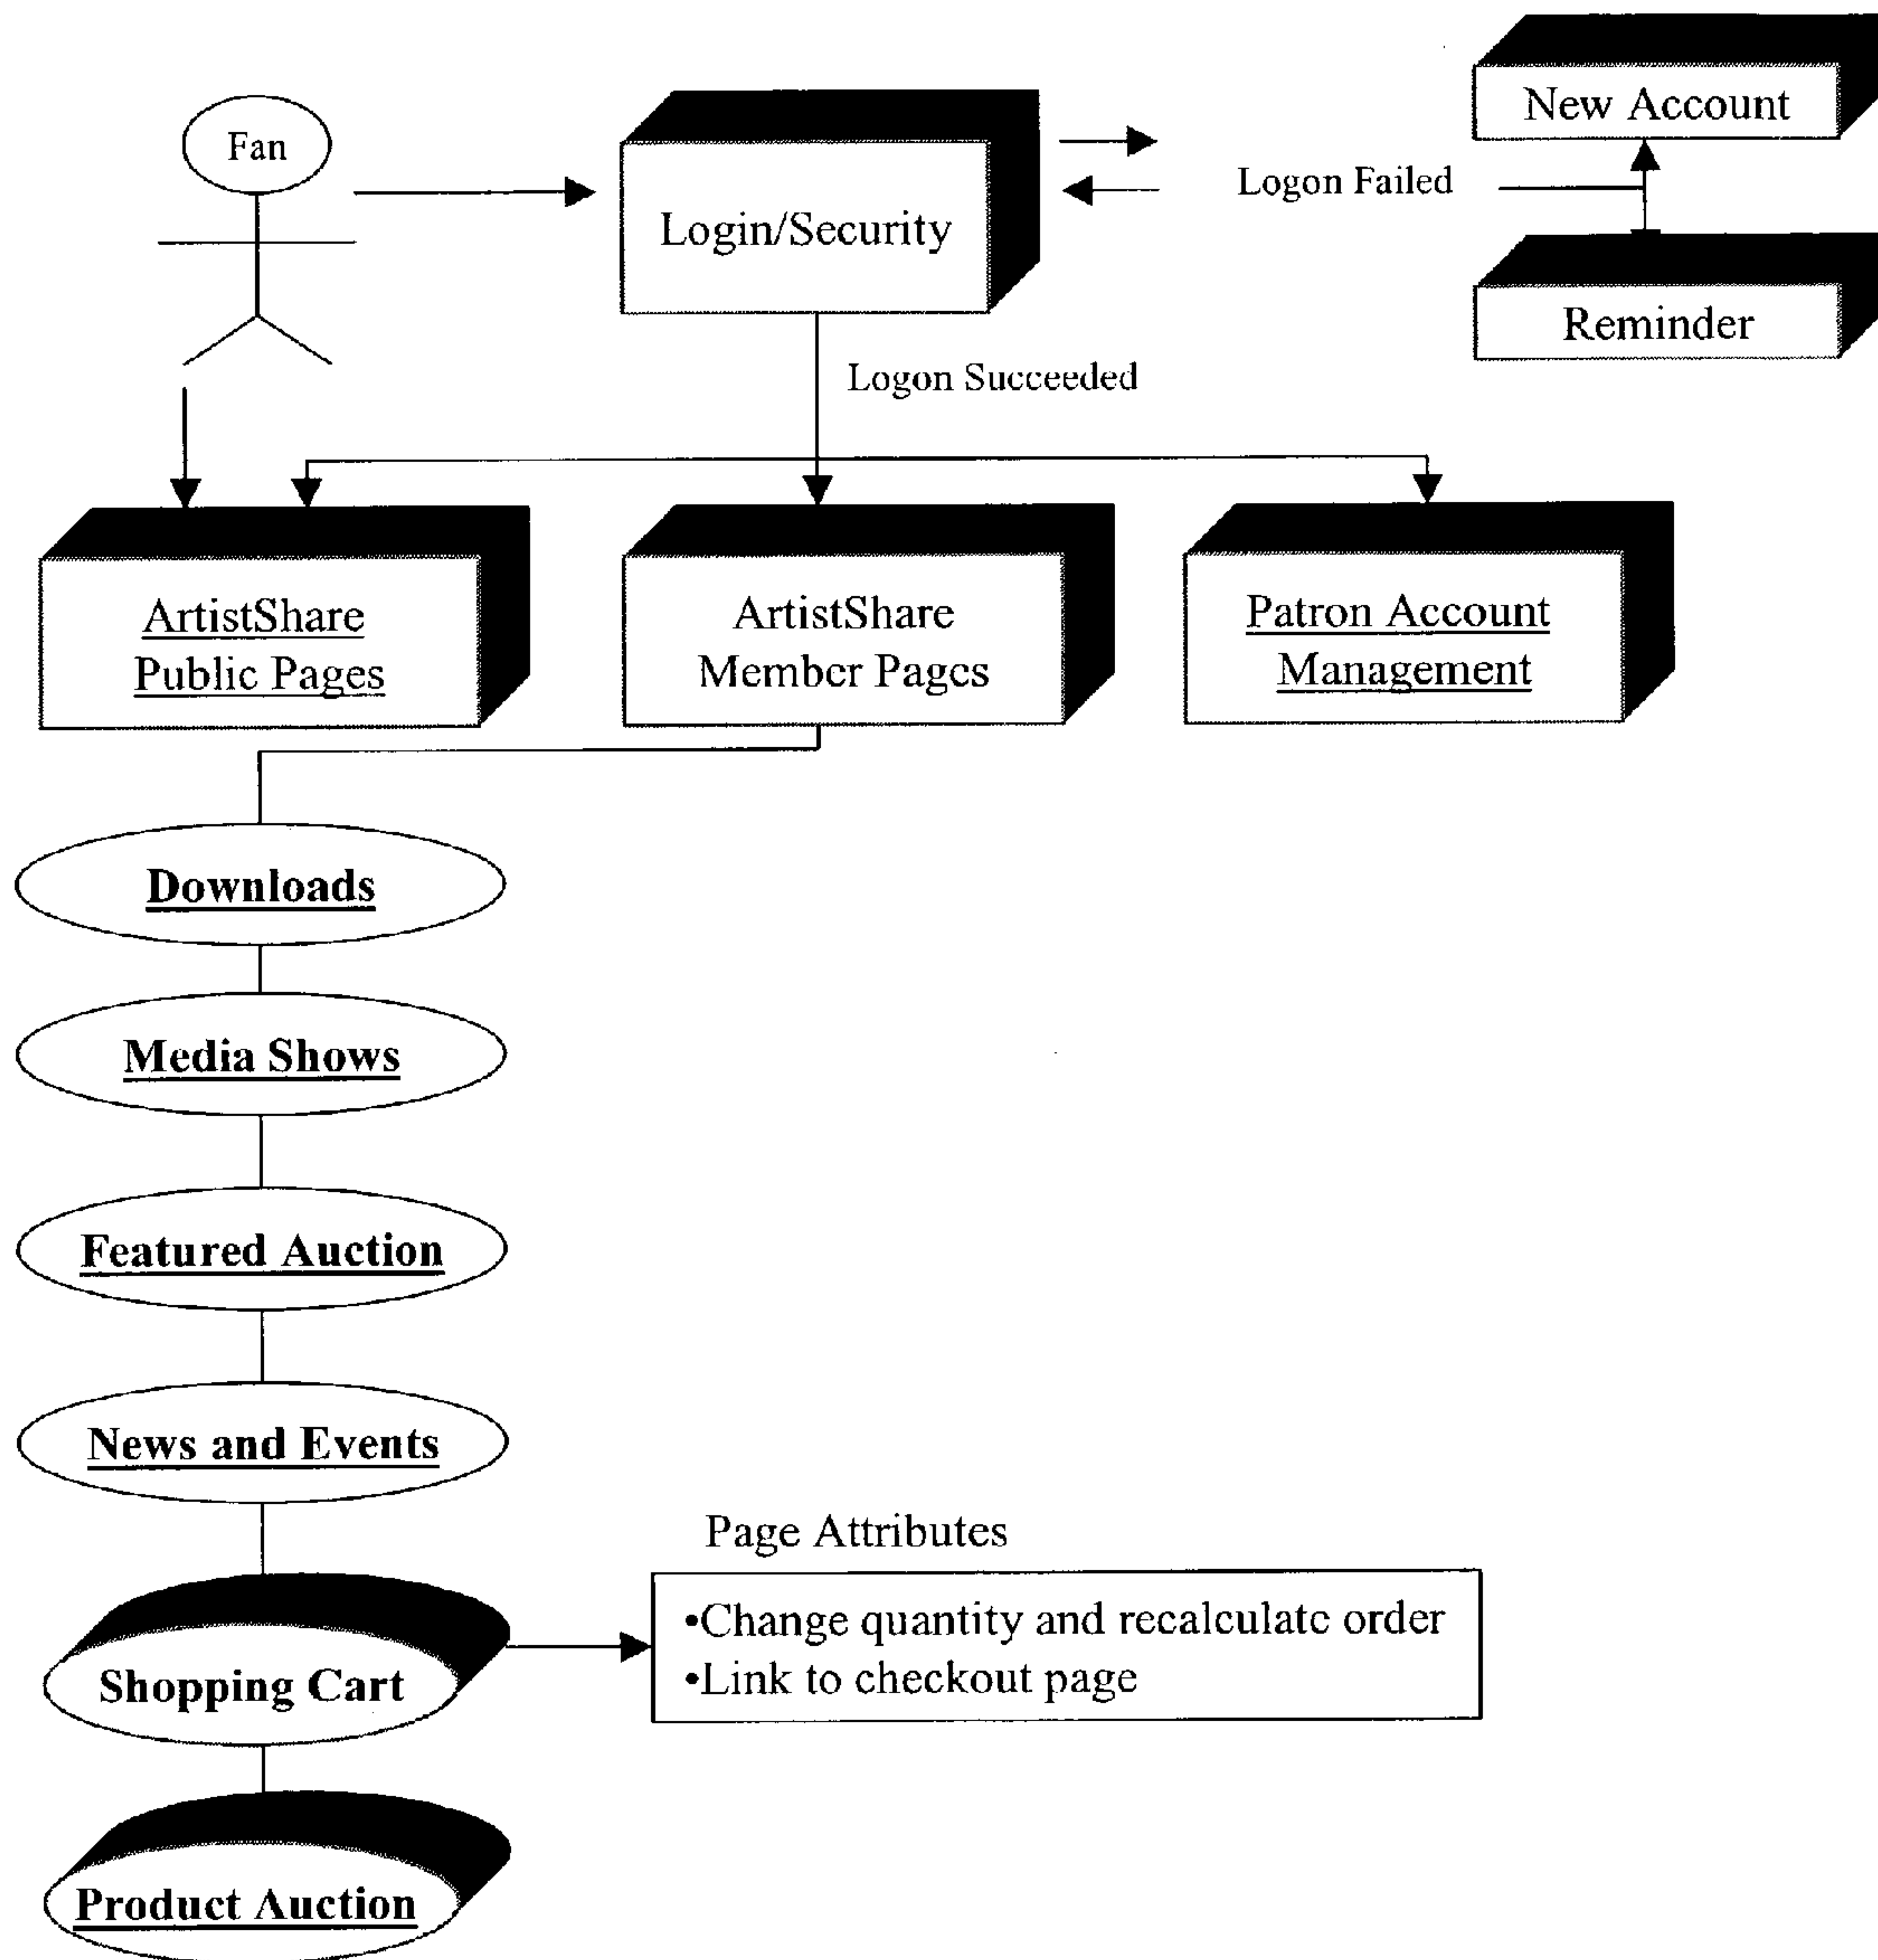 New Account
Fan
Logon Failed
Login/Security
Reminder
Logon Succeeded
ArtistShare
Public Pages
ArtistShare
Member Pages
Patron Account
Management
Downloads
Media Shows
Featured Auction
News and Events
Page Attributes
•Change quantity and recalculate order
•Link to checkout page
Shopping Cart
Product Auction